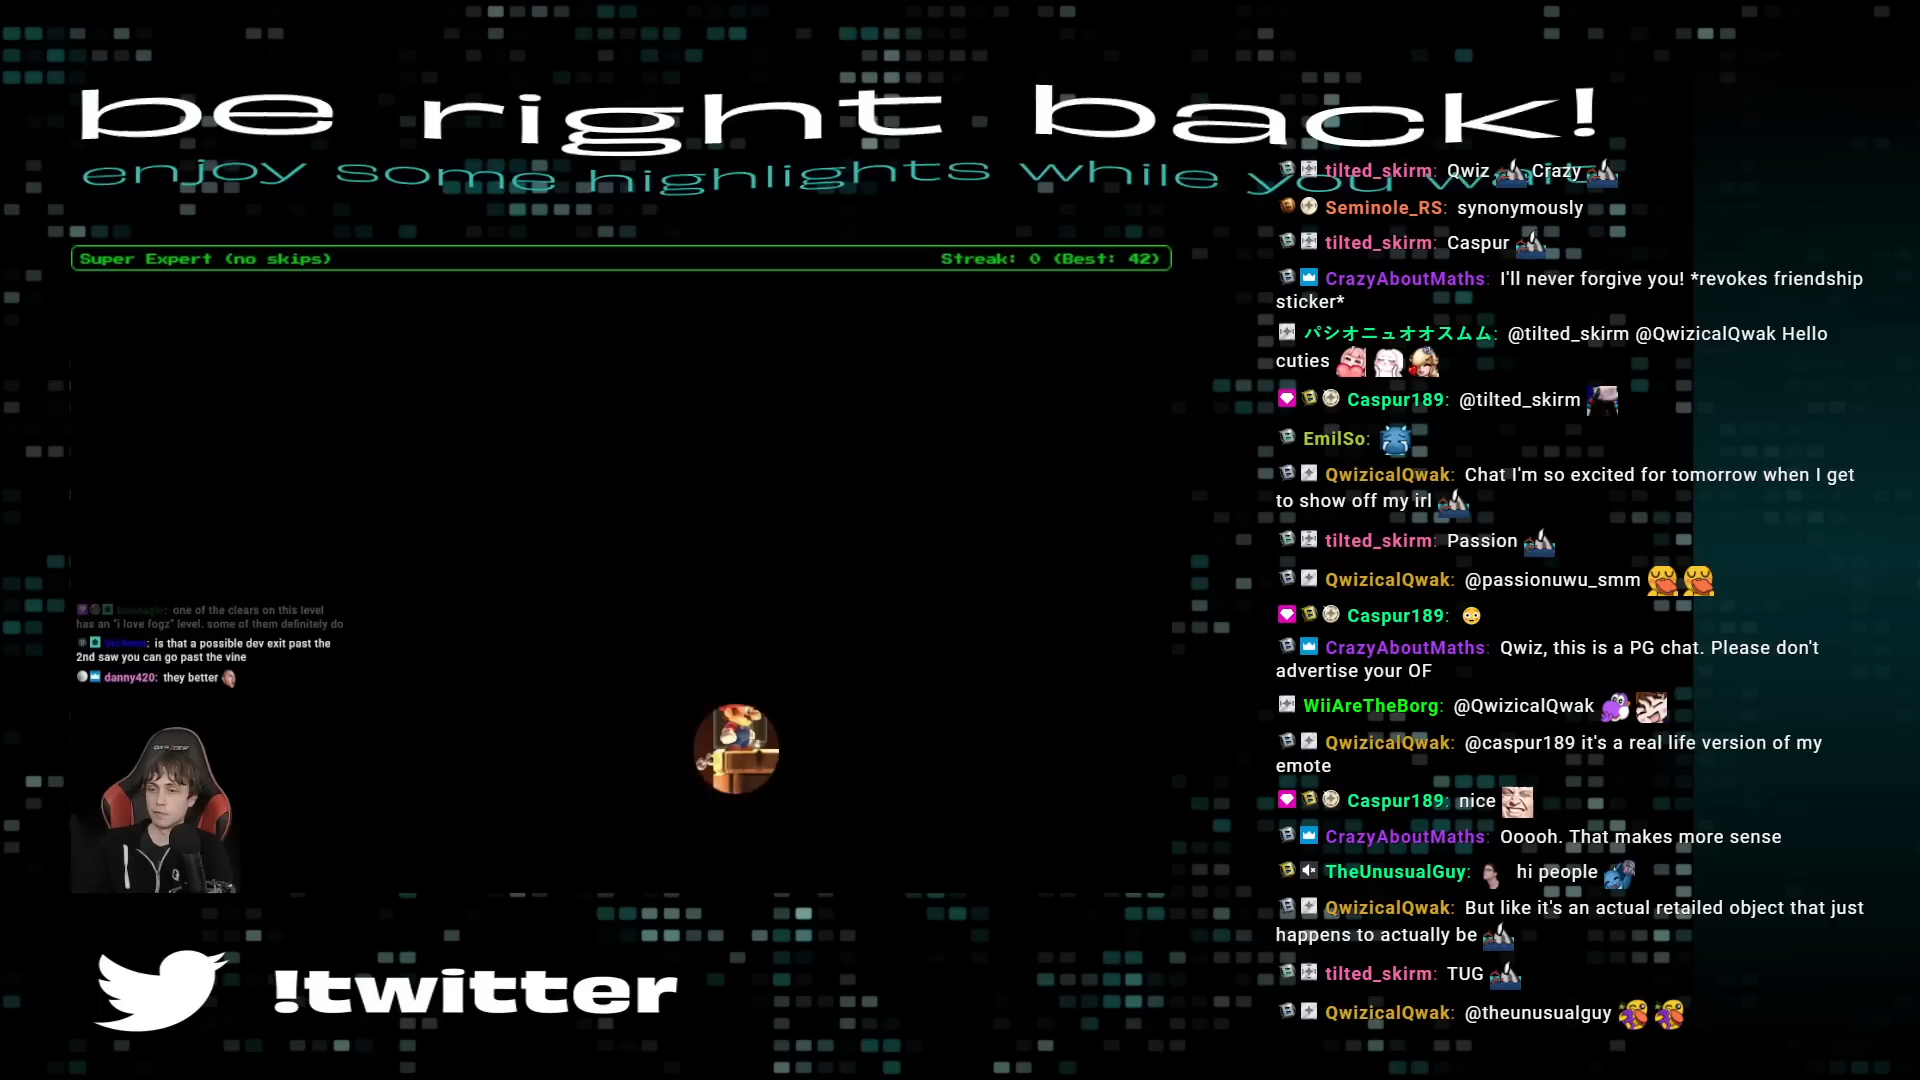 be right back!
enjoy some highlights while you wait
Super Expert (no skips)
Streak: 0 (Best: 42)
one of the clears on this level
has an "i love fogz" level. some of them definitely do
is that a possible dev exit past the
2nd saw you can go past the vine
danny420: they better
!twitter
tilted_skirm: Qwiz Crazy
Seminole_RS: synonymously
tilted_skirm: Caspur
CrazyAboutMaths: I'll never forgive you! *revokes friendship
sticker*
パシオニュオオスムム: @tilted_skirm @QwizicalQwak Hello
cuties
Caspur189: @tilted_skirm
EmilSo:
QwizicalQwak: Chat I'm so excited for tomorrow when I get
to show off my irl
tilted_skirm: Passion
QwizicalQwak: @passionuwu_smm
Caspur189:
CrazyAboutMaths: Qwiz, this is a PG chat. Please don't
advertise your OF
WiiAreTheBorg: @QwizicalQwak
QwizicalQwak: @caspur189 it's a real life version of my
emote
Caspur189: nice
CrazyAboutMaths: Ooooh. That makes more sense
TheUnusualGuy: hi people
QwizicalQwak: But like it's an actual retailed object that just
happens to actually be
tilted_skirm: TUG
QwizicalQwak: @theunusualguy